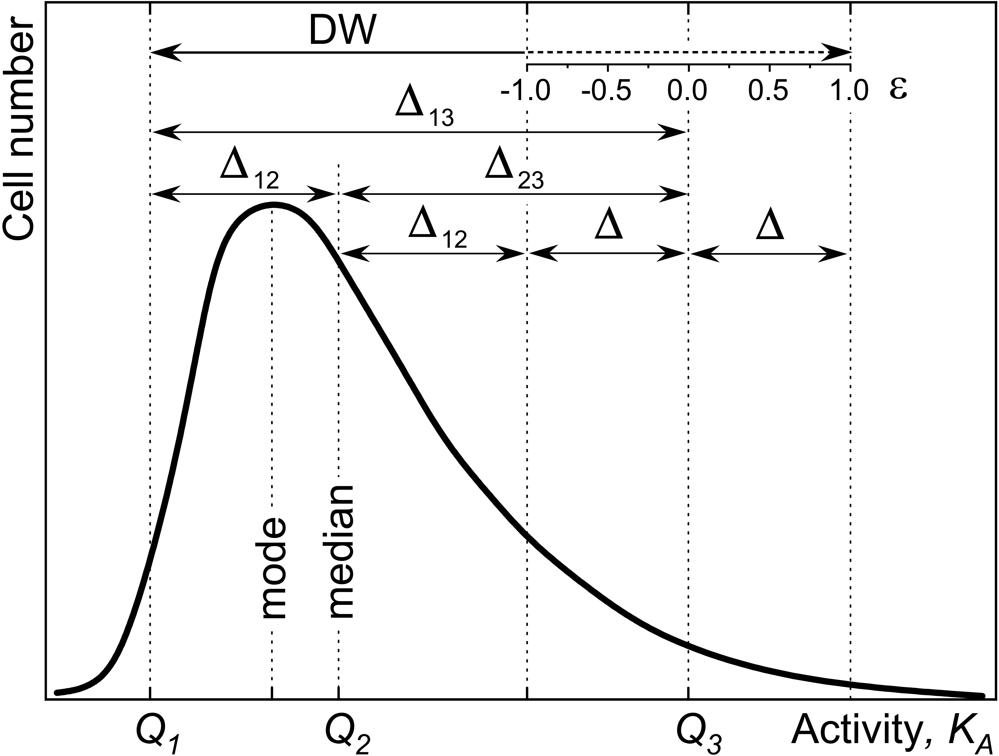 DW
-1.0 -0.5 0.0 0.5 1.0 ε
Δ13
Δ12 Δ23
Δ12 Δ Δ
Cell number
mode
median
Q1 Q2 Q3 Activity, KA